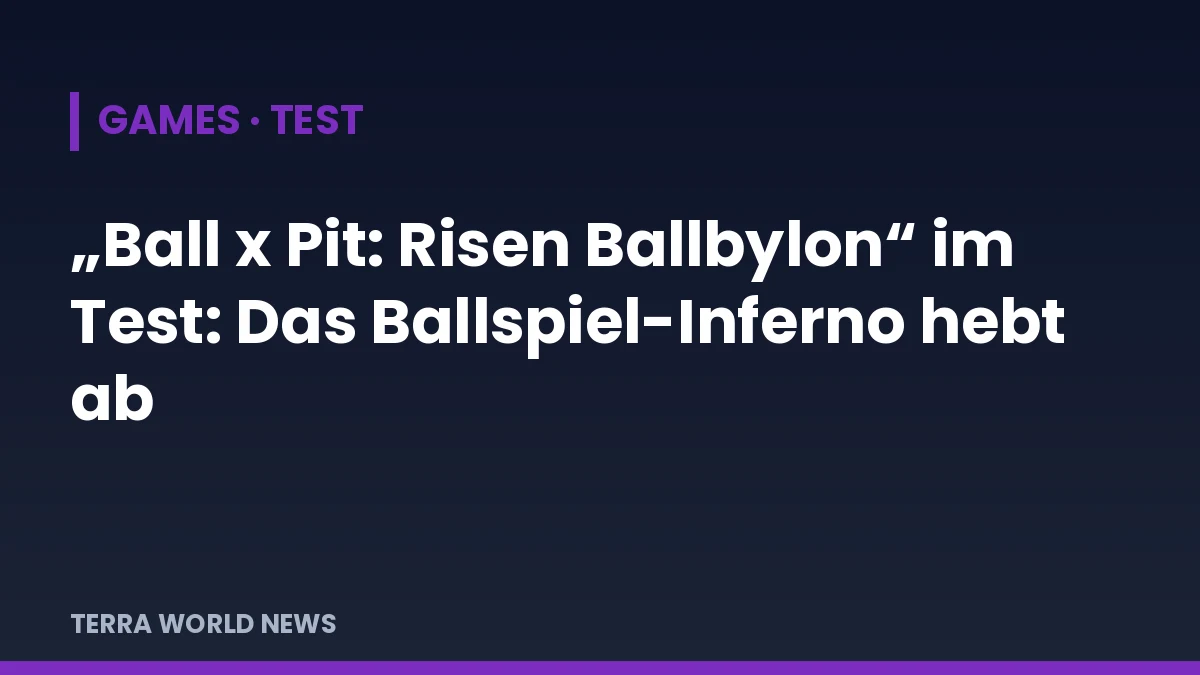 GAMES · TEST
„Ball x Pit: Risen Ballbylon“ im
Test: Das Ballspiel-Inferno hebt
ab
TERRA WORLD NEWS